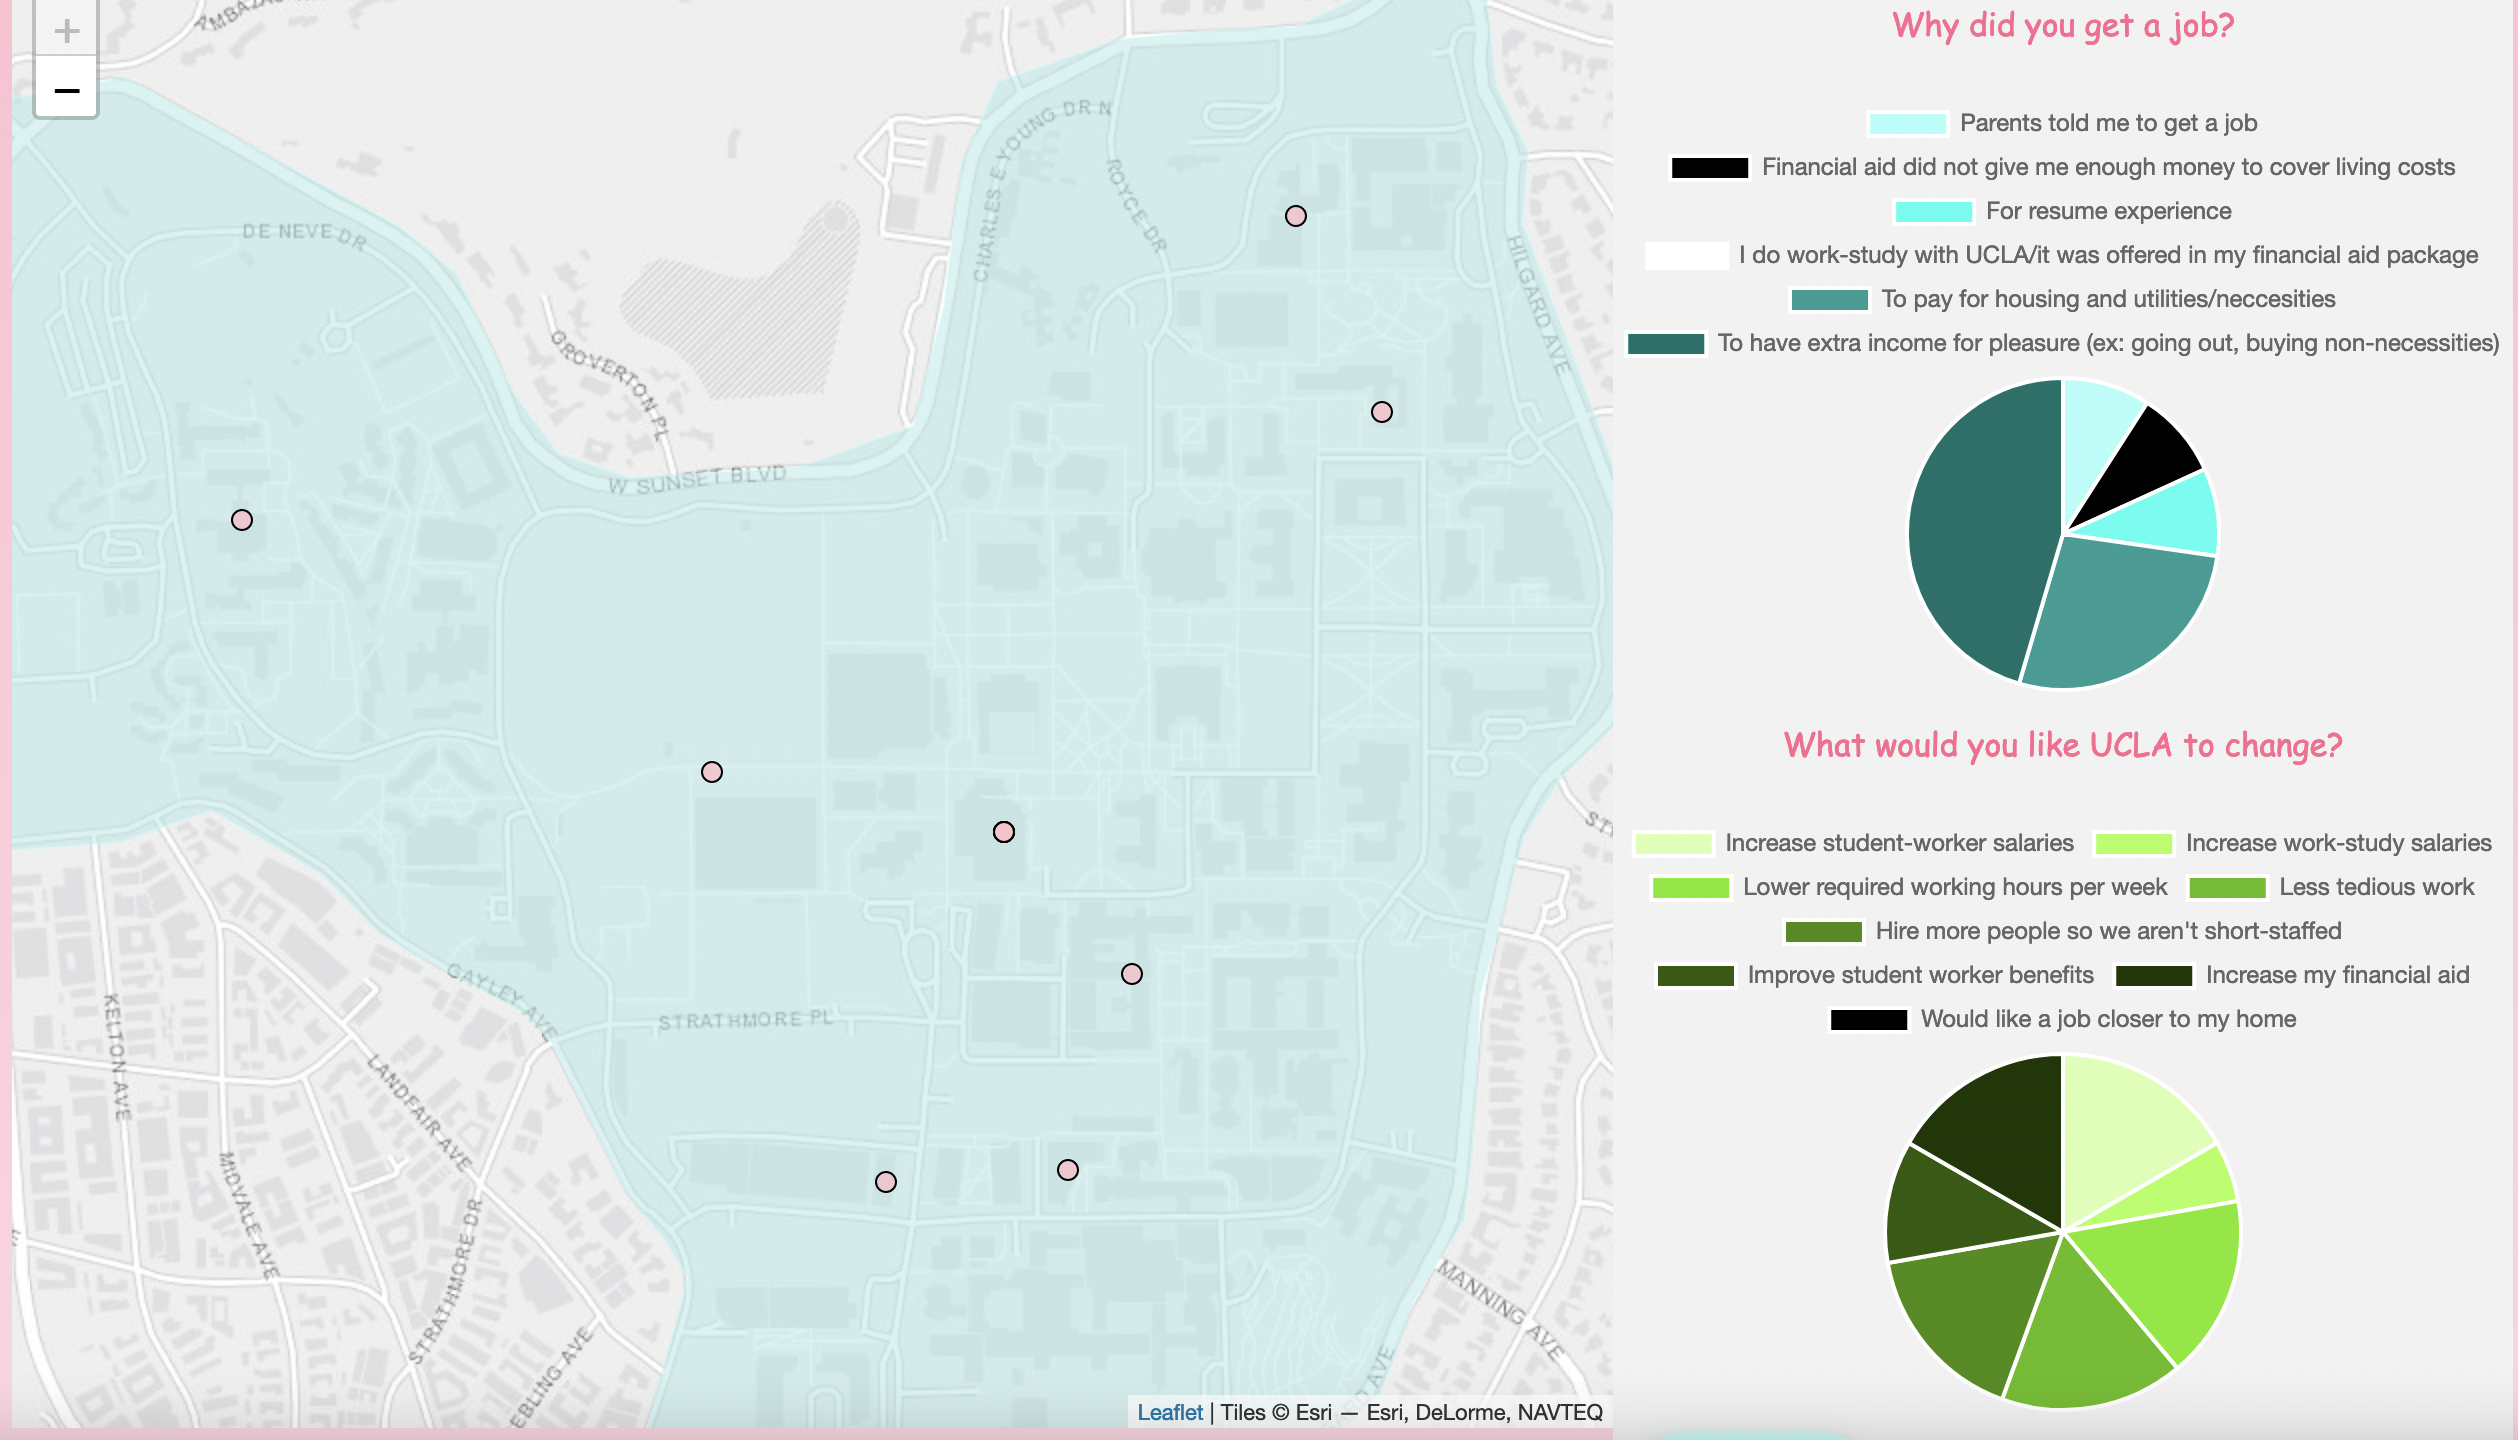 +
−
DE NEVE DR
CHARLES E YOUNG DR N
ROYCE DR
HILGARD AVE
GROVERTON PL
W SUNSET BLVD
GAYLEY AVE
STRATHMORE PL
KELTON AVE
LANDFAIR AVE
MIDVALE AVE
STRATHMORE DR
MANNING AVE
Leaflet | Tiles © Esri — Esri, DeLorme, NAVTEQ
Why did you get a job?
Parents told me to get a job
Financial aid did not give me enough money to cover living costs
For resume experience
I do work-study with UCLA/it was offered in my financial aid package
To pay for housing and utilities/neccesities
To have extra income for pleasure (ex: going out, buying non-necessities)
What would you like UCLA to change?
Increase student-worker salaries Increase work-study salaries
Lower required working hours per week Less tedious work
Hire more people so we aren't short-staffed
Improve student worker benefits Increase my financial aid
Would like a job closer to my home